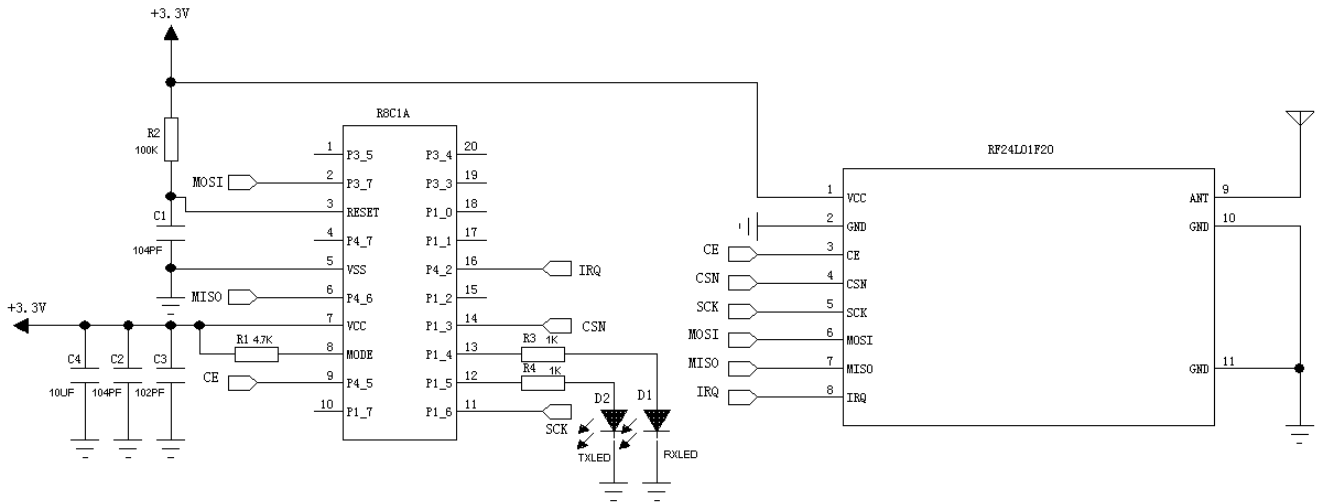 +3.3V
R8C1A
R2
100K
1 P3_5 P3_4 20
MOSI 2 P3_7 P3_3 19
3 RESET P1_0 18
C1
104PF
4 P4_7 P1_1 17
5 VSS P4_2 16 IRQ
MISO 6 P4_6 P1_2 15
+3.3V
7 VCC P1_3 14 CSN
R1 4.7K
8 MODE P1_4 13 R3 1K
CE 9 P4_5 P1_5 12 R4 1K
10 P1_7 P1_6 11 SCK
C4
10UF
C2
104PF
C3
102PF
D2
TXLED
D1
RXLED
RF24L01F20
1 VCC ANT 9
2 GND GND 10
CE 3 CE
CSN 4 CSN
SCK 5 SCK
MOSI 6 MOSI
MISO 7 MISO GND 11
IRQ 8 IRQ